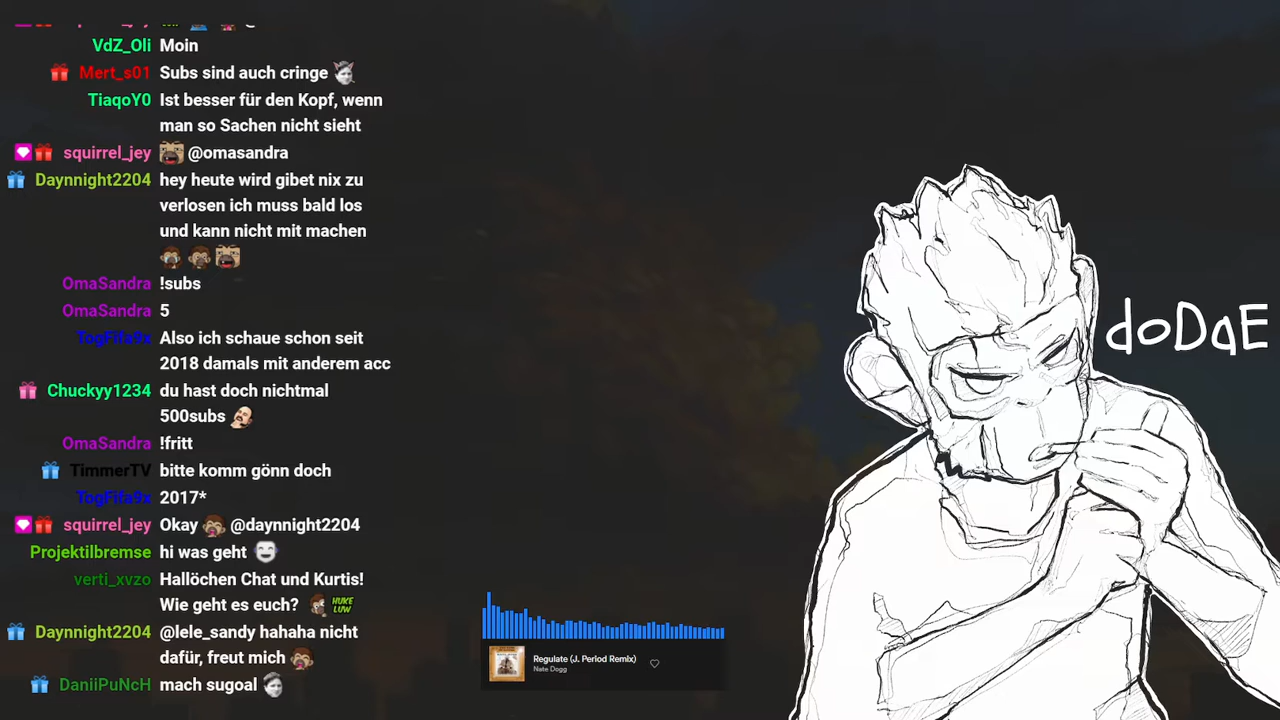 VdZ_Oli Moin
Mert_s01 Subs sind auch cringe
TiaqoY0 Ist besser für den Kopf, wenn
man so Sachen nicht sieht
squirrel_jey @omasandra
Daynnight2204 hey heute wird gibet nix zu
verlosen ich muss bald los
und kann nicht mit machen
OmaSandra !subs
OmaSandra 5
TogFifa9x Also ich schaue schon seit
2018 damals mit anderem acc
Chuckyy1234 du hast doch nichtmal
500subs
OmaSandra !fritt
TimmerTV bitte komm gönn doch
TogFifa9x 2017*
squirrel_jey Okay @daynnight2204
Projektilbremse hi was geht
verti_xvzo Hallöchen Chat und Kurtis!
Wie geht es euch? HUKE
LUW
Daynnight2204 @lele_sandy hahaha nicht
dafür, freut mich
DaniiPuNcH mach sugoal
doDaE
Regulate (J. Period Remix)
Nate Dogg